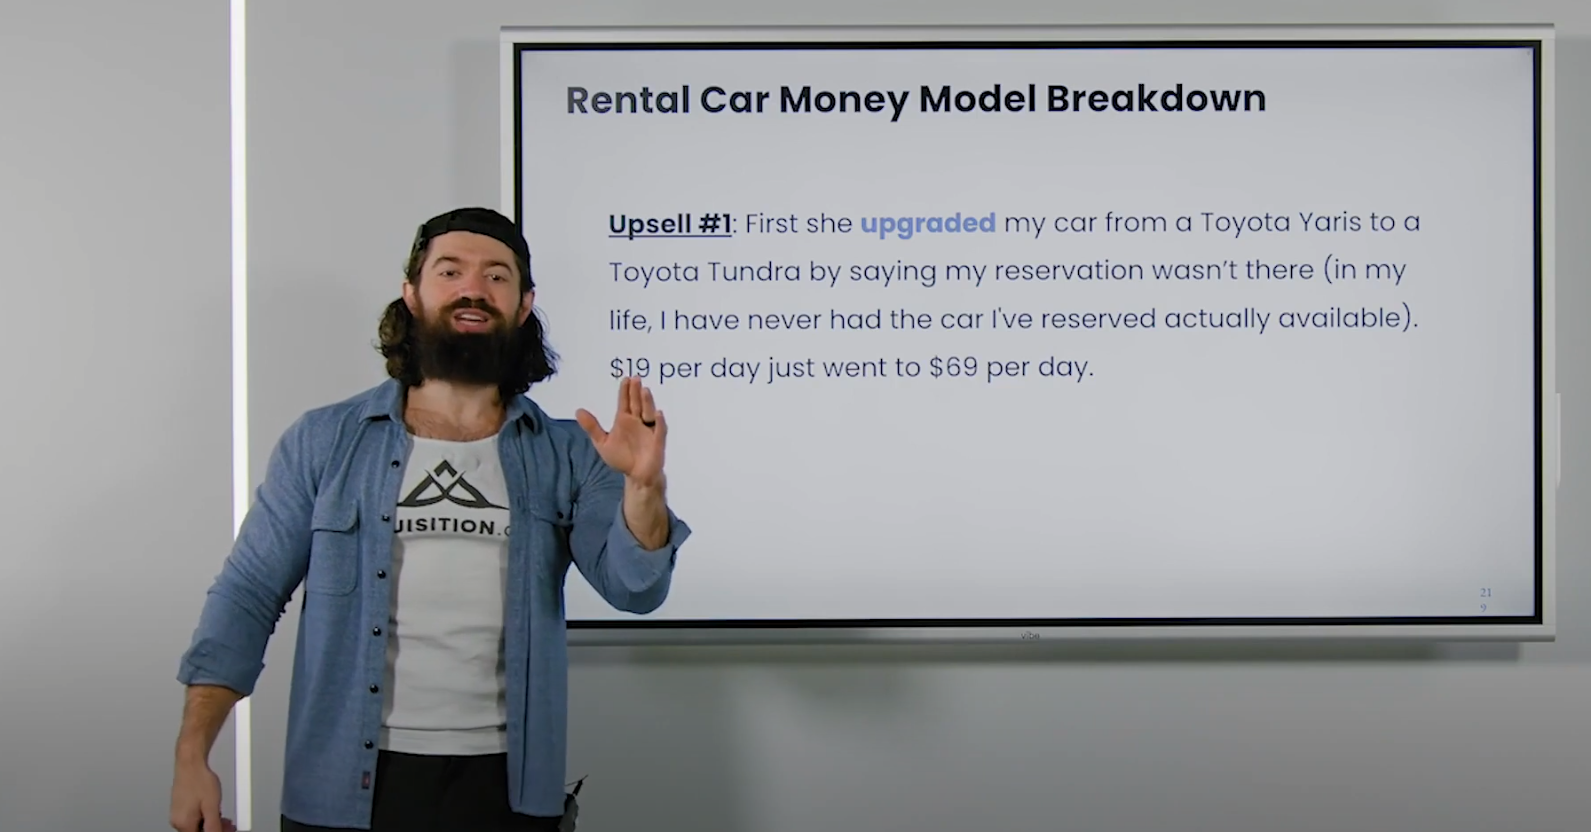 Rental Car Money Model Breakdown
Upsell #1: First she upgraded my car from a Toyota Yaris to a
Toyota Tundra by saying my reservation wasn't there (in my
life, I have never had the car I've reserved actually available).
$19 per day just went to $69 per day.
UISITION.c
21
9
vibe